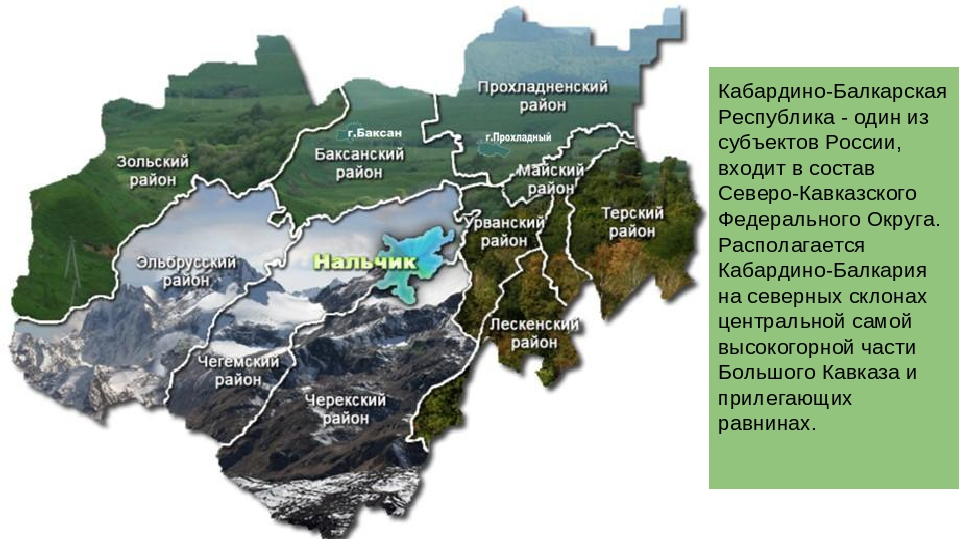 Прохладненский
район
г.Баксан
г.Прохладный
Баксанский
район
Зольский
район
Майский
район
Урванский
район
Терский
район
Эльбрусский
район
Нальчик
Лескенский
район
Чегемский
район
Черекский
район
Кабардино-Балкарская
Республика - один из
субъектов России,
входит в состав
Северо-Кавказского
Федерального Округа.
Располагается
Кабардино-Балкария
на северных склонах
центральной самой
высокогорной части
Большого Кавказа и
прилегающих
равнинах.